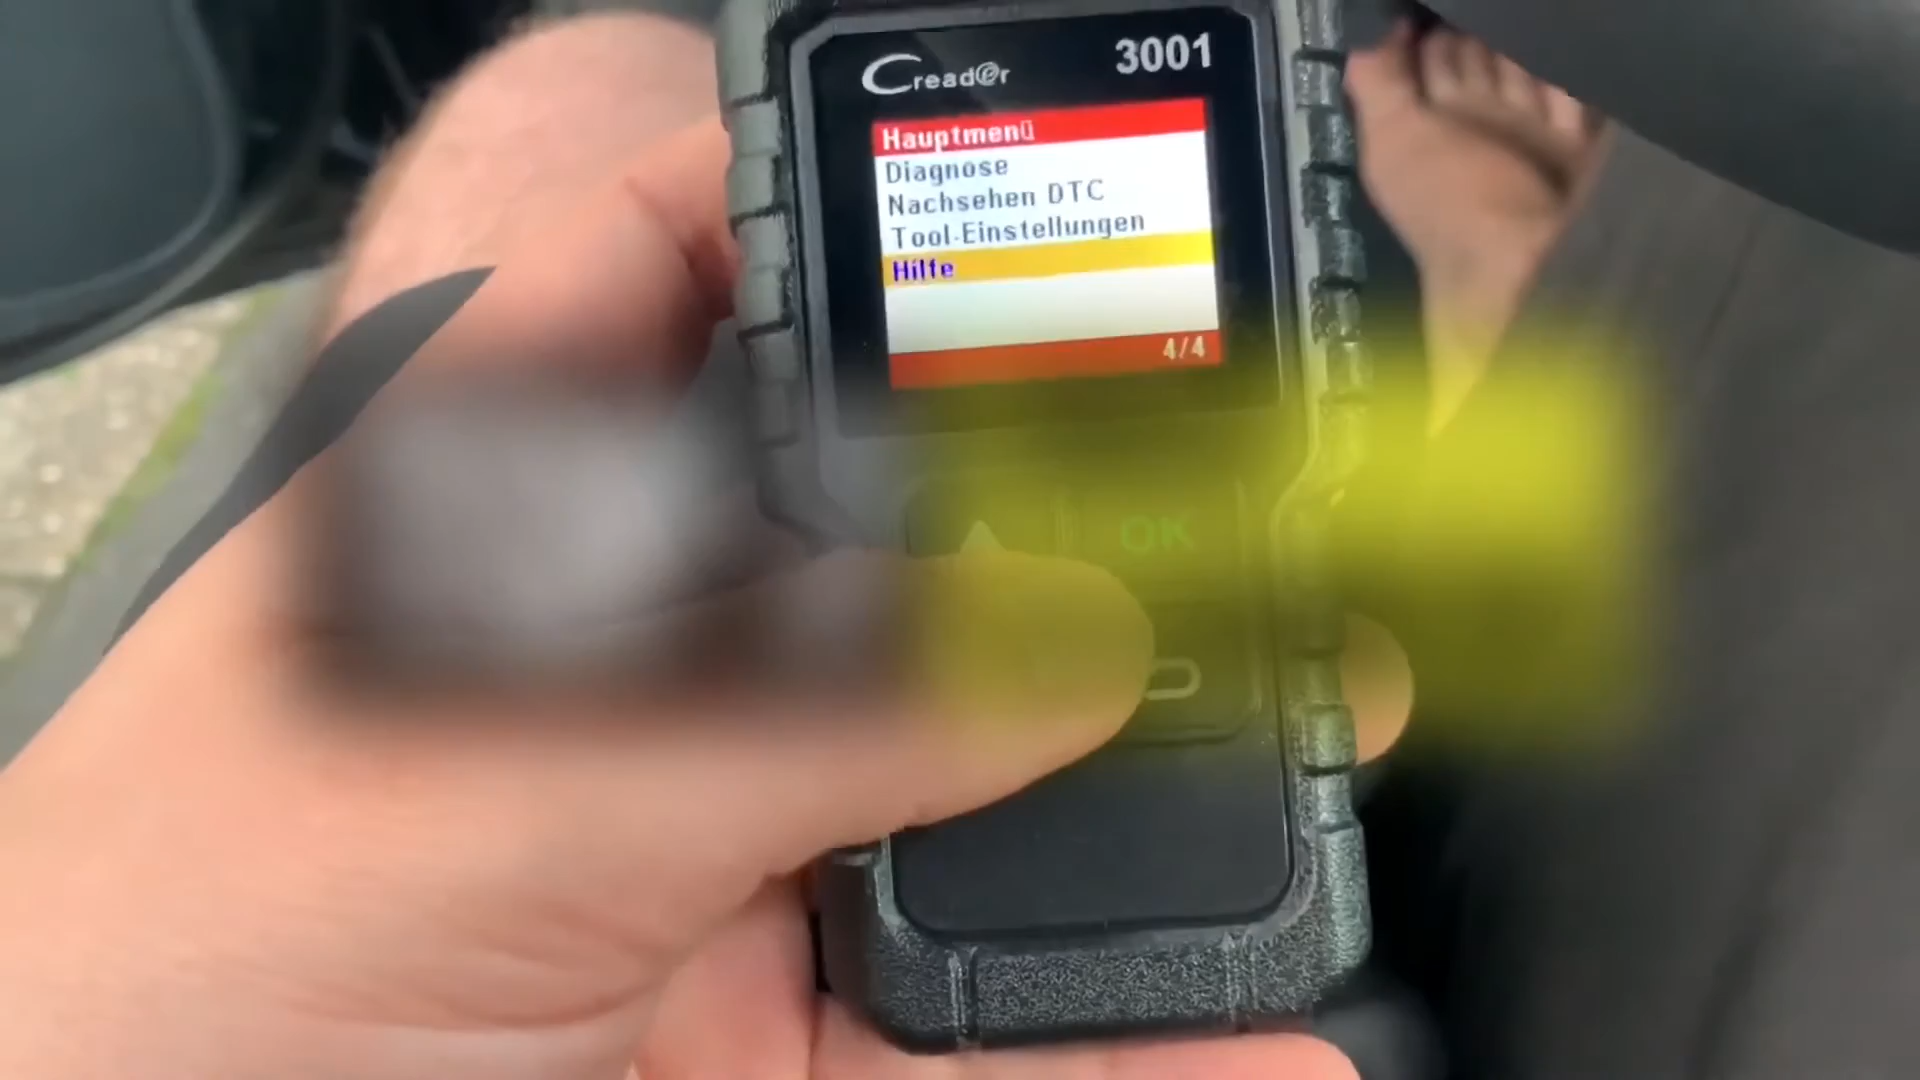 Creader
3001
Hauptmenü
Diagnose
Nachsehen DTC
Tool-Einstellungen
Hilfe
4/4
OK